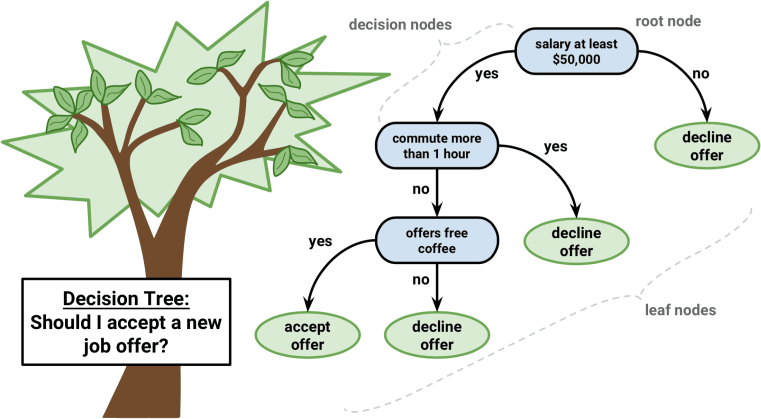 decision nodes
root node
salary at least
$50,000
yes
no
commute more
than 1 hour
decline
offer
yes
no
offers free
coffee
decline
offer
yes
no
Decision Tree:
Should I accept a new
job offer?
accept
offer
decline
offer
leaf nodes